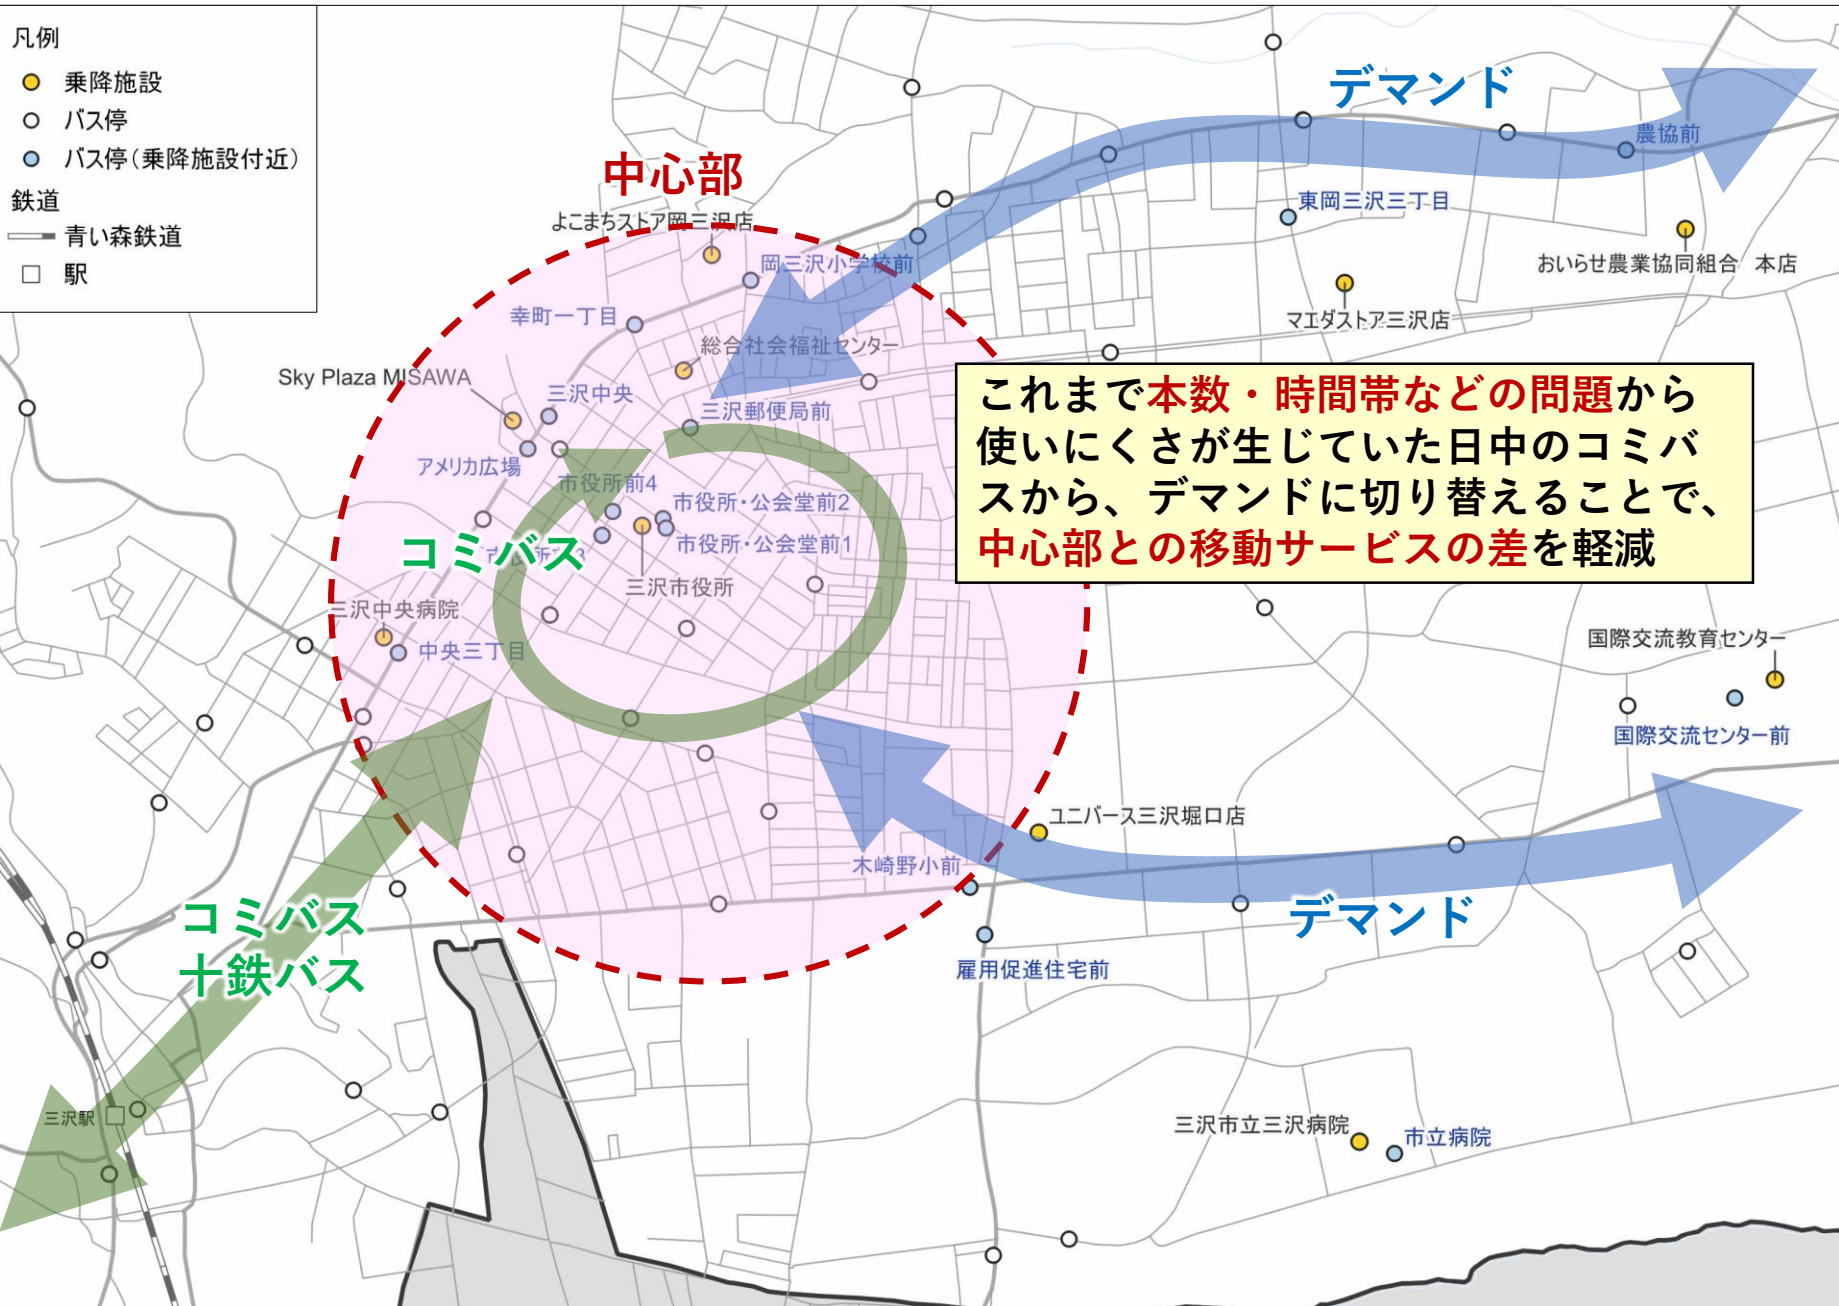 凡例
乗降施設
バス停
バス停（乗降施設付近）
鉄道
青い森鉄道
駅
デマンド
農協前
中心部
よこまちストア岡三沢店
東岡三沢三丁目
岡三沢小学校前
おいらせ農業協同組合 本店
幸町一丁目
マエダストア三沢店
総合社会福祉センター
Sky Plaza MISAWA
三沢中央
三沢郵便局前
これまで本数・時間帯などの問題から
使いにくさが生じていた日中のコミバ
スから、デマンドに切り替えることで、
中心部との移動サービスの差を軽減
アメリカ広場
市役所前4
市役所・公会堂前2
市役所・公会堂前1
コミバス
市役所前3
三沢市役所
三沢中央病院
中央三丁目
国際交流教育センター
国際交流センター前
ユニバース三沢堀口店
木崎野小前
デマンド
コミバス
十鉄バス
雇用促進住宅前
三沢駅
三沢市立三沢病院
市立病院